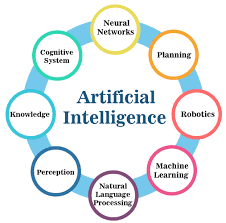 Neural
Networks
Planning
Robotics
Machine
Learning
Natural
Language
Processing
Perception
Knowledge
Cognitive
System
Artificial
Intelligence